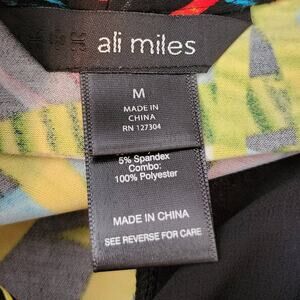 ali miles
M
MADE IN
CHINA
RN 127304
5% Spandex
Combo:
100% Polyester
MADE IN CHINA
SEE REVERSE FOR CARE